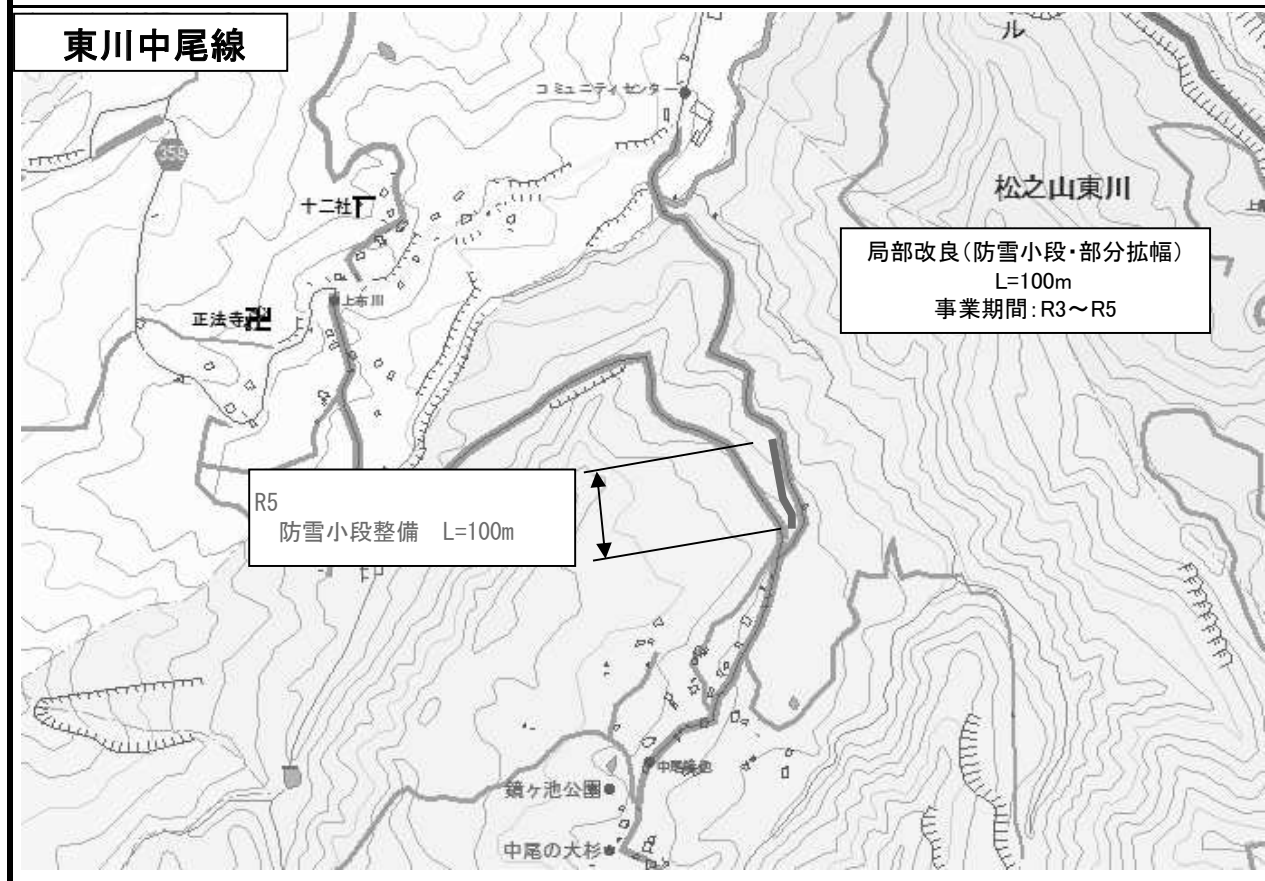 東川中尾線
ル
コミュニティセンター
358
十二社
松之山東川
局部改良(防雪小段・部分拡幅)
L=100m
事業期間:R3~R5
上布川
正法寺
R5
防雪小段整備 L=100m
鏡ヶ池公園
中尾の大杉